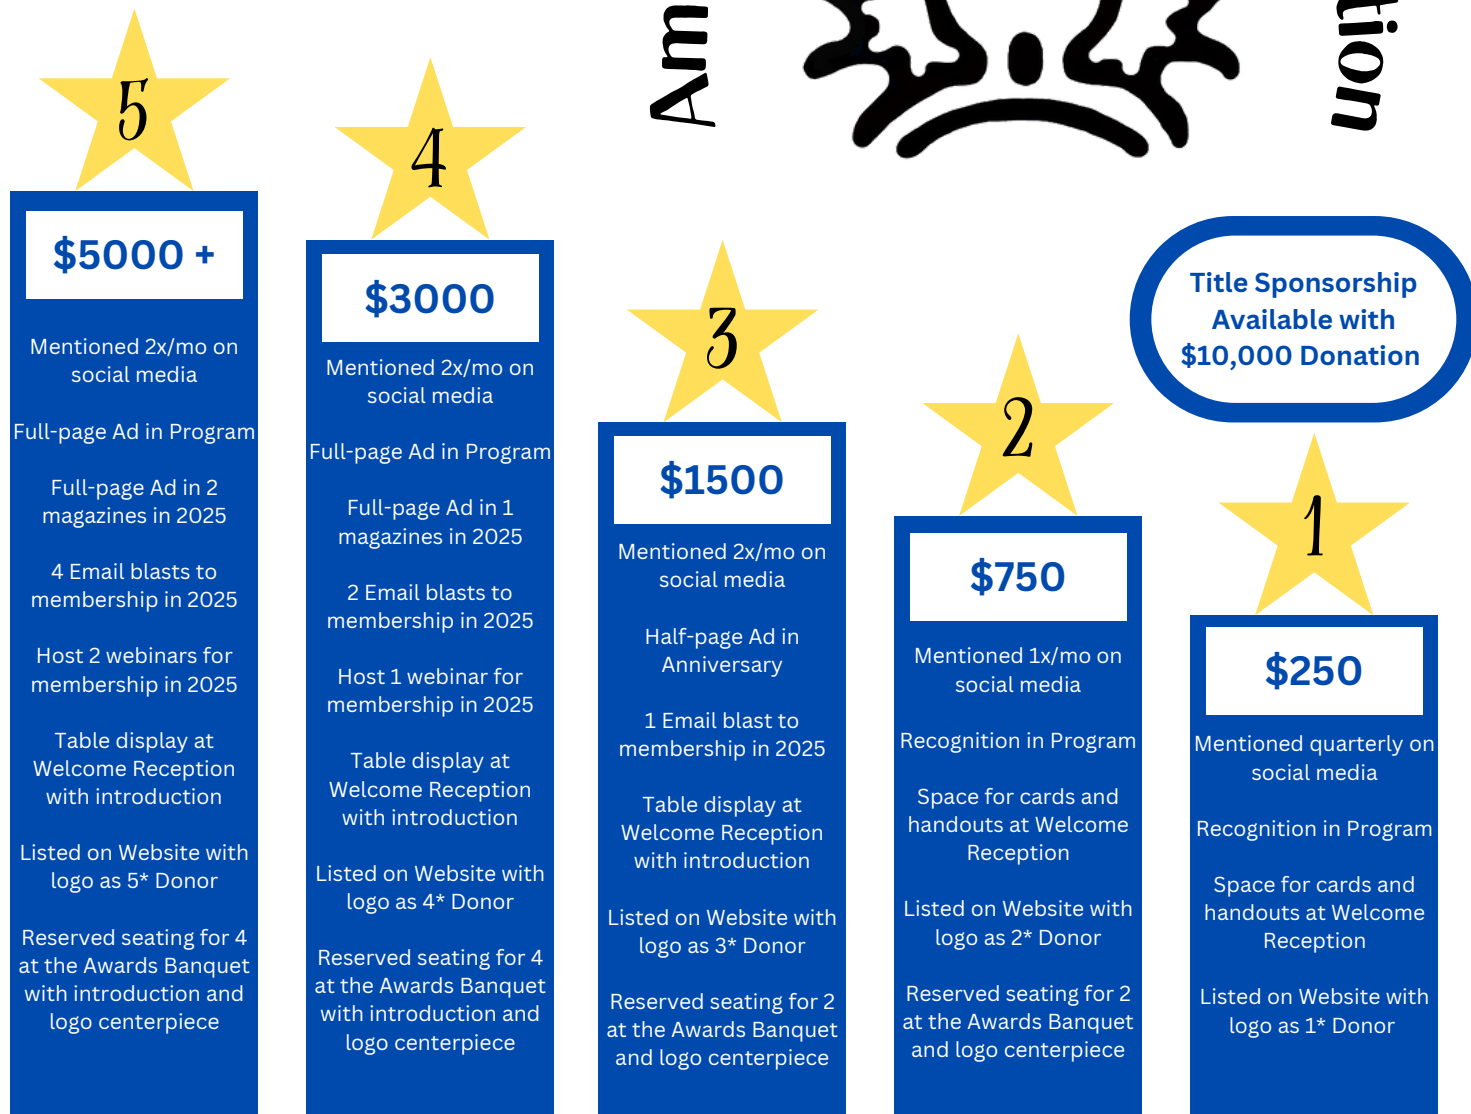 Am
tion
5
$5000 +
Mentioned 2x/mo on
social media
Full-page Ad in Program
Full-page Ad in 2
magazines in 2025
4 Email blasts to
membership in 2025
Host 2 webinars for
membership in 2025
Table display at
Welcome Reception
with introduction
Listed on Website with
logo as 5* Donor
Reserved seating for 4
at the Awards Banquet
with introduction and
logo centerpiece
4
$3000
Mentioned 2x/mo on
social media
Full-page Ad in Program
Full-page Ad in 1
magazines in 2025
2 Email blasts to
membership in 2025
Host 1 webinar for
membership in 2025
Table display at
Welcome Reception
with introduction
Listed on Website with
logo as 4* Donor
Reserved seating for 4
at the Awards Banquet
with introduction and
logo centerpiece
3
$1500
Mentioned 2x/mo on
social media
Half-page Ad in
Anniversary
1 Email blast to
membership in 2025
Table display at
Welcome Reception
with introduction
Listed on Website with
logo as 3* Donor
Reserved seating for 2
at the Awards Banquet
and logo centerpiece
2
$750
Mentioned 1x/mo on
social media
Recognition in Program
Space for cards and
handouts at Welcome
Reception
Listed on Website with
logo as 2* Donor
Reserved seating for 2
at the Awards Banquet
and logo centerpiece
Title Sponsorship
Available with
$10,000 Donation
1
$250
Mentioned quarterly on
social media
Recognition in Program
Space for cards and
handouts at Welcome
Reception
Listed on Website with
logo as 1* Donor